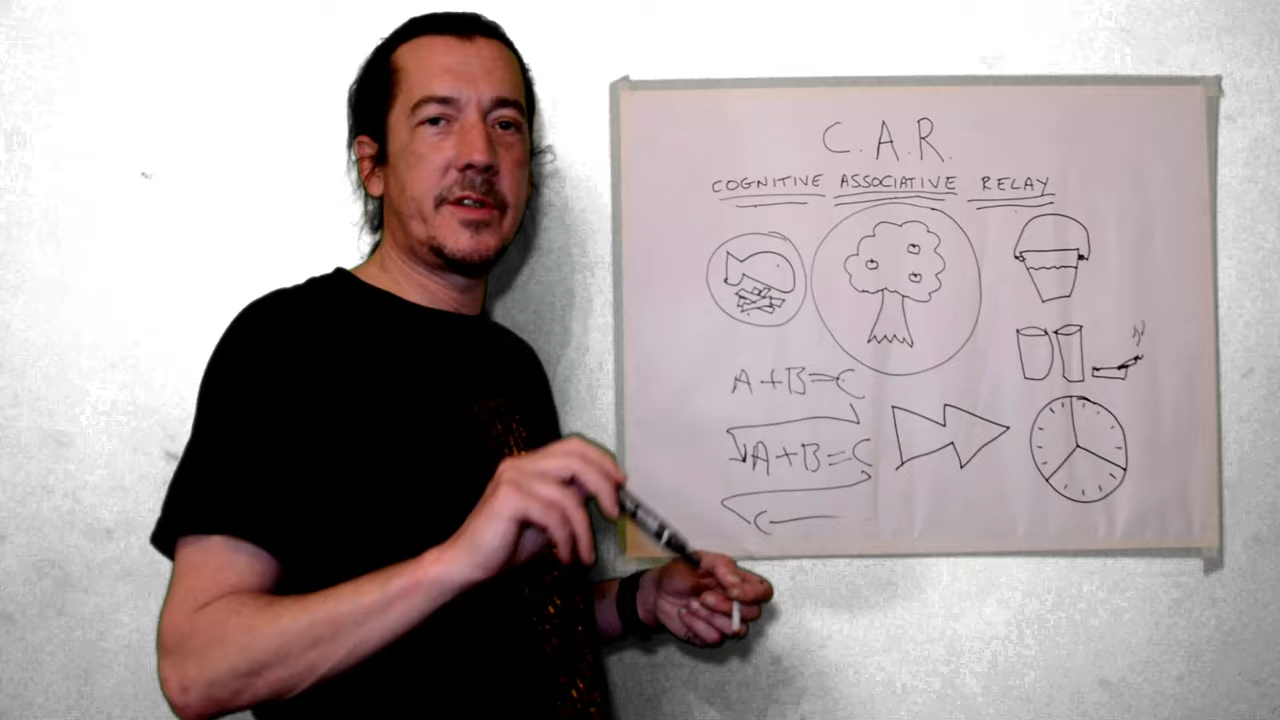 C.A.R.
COGNITIVE ASSOCIATIVE RELAY
A+B=C
A+B=C